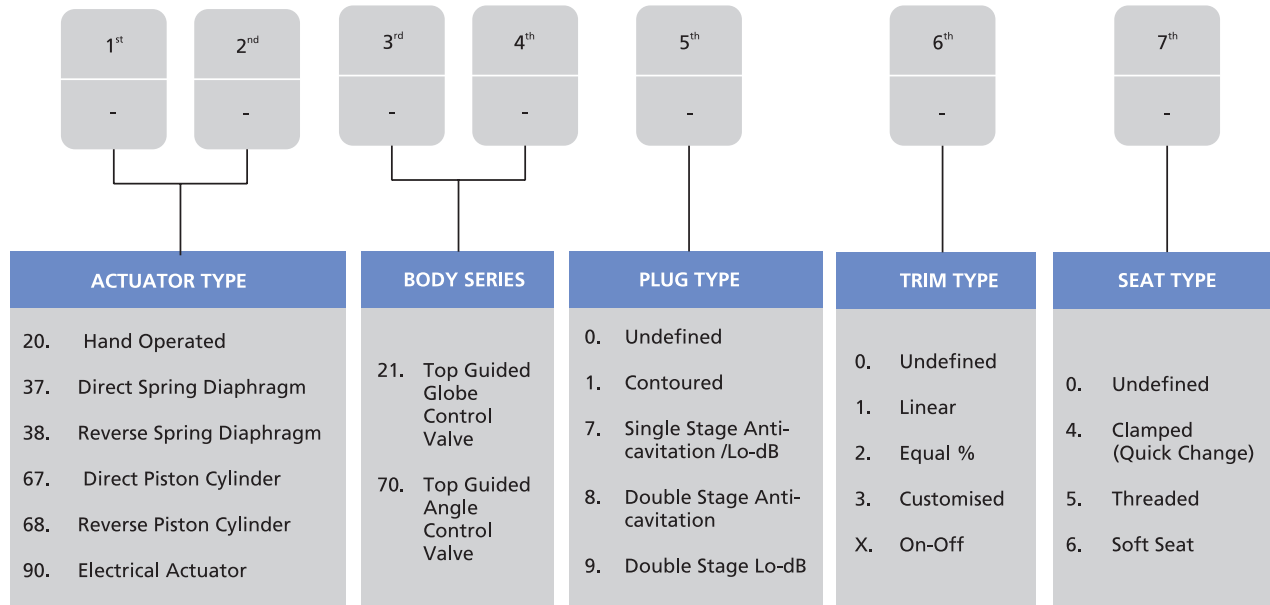 1st 2nd 3rd 4th 5th 6th 7th
- - - - - - -
ACTUATOR TYPE
20. Hand Operated
37. Direct Spring Diaphragm
38. Reverse Spring Diaphragm
67. Direct Piston Cylinder
68. Reverse Piston Cylinder
90. Electrical Actuator
BODY SERIES
21. Top Guided
Globe
Control
Valve
70. Top Guided
Angle
Control
Valve
PLUG TYPE
0. Undefined
1. Contoured
7. Single Stage Anti-
cavitation /Lo-dB
8. Double Stage Anti-
cavitation
9. Double Stage Lo-dB
TRIM TYPE
0. Undefined
1. Linear
2. Equal %
3. Customised
X. On-Off
SEAT TYPE
0. Undefined
4. Clamped
(Quick Change)
5. Threaded
6. Soft Seat